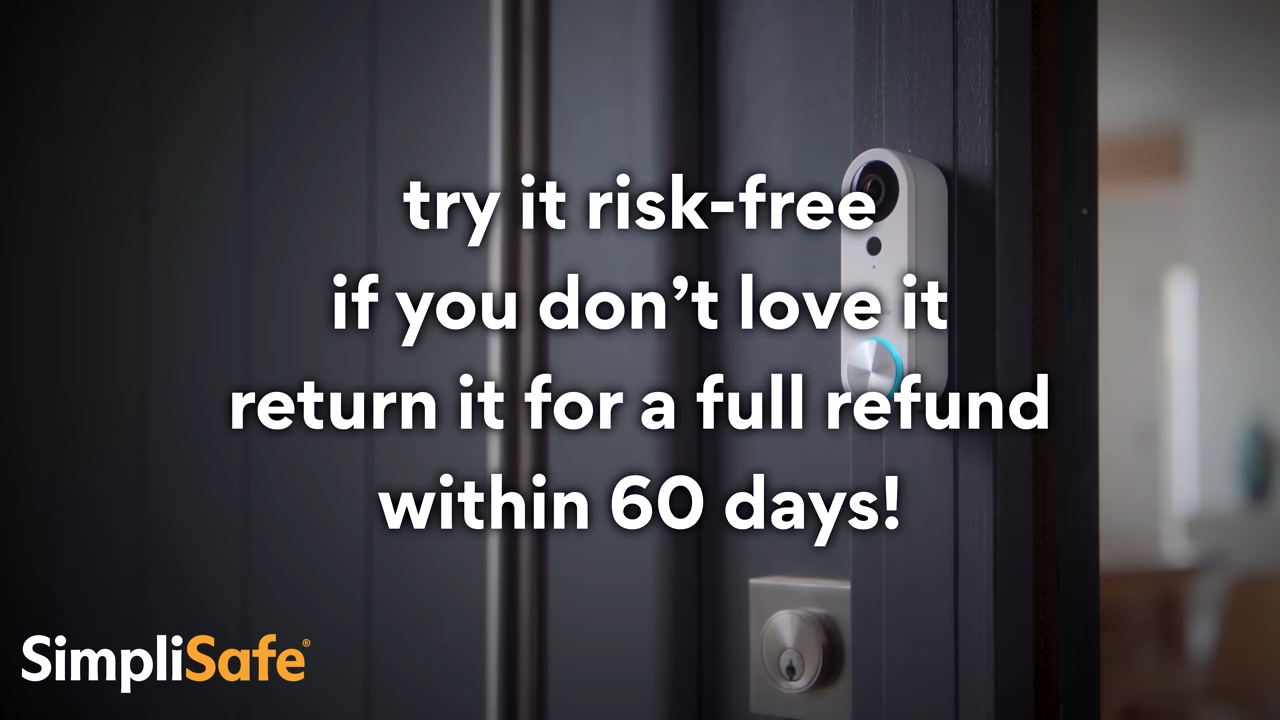 try it risk-free
if you don’t love it
return it for a full refund
within 60 days!
SimpliSafe®